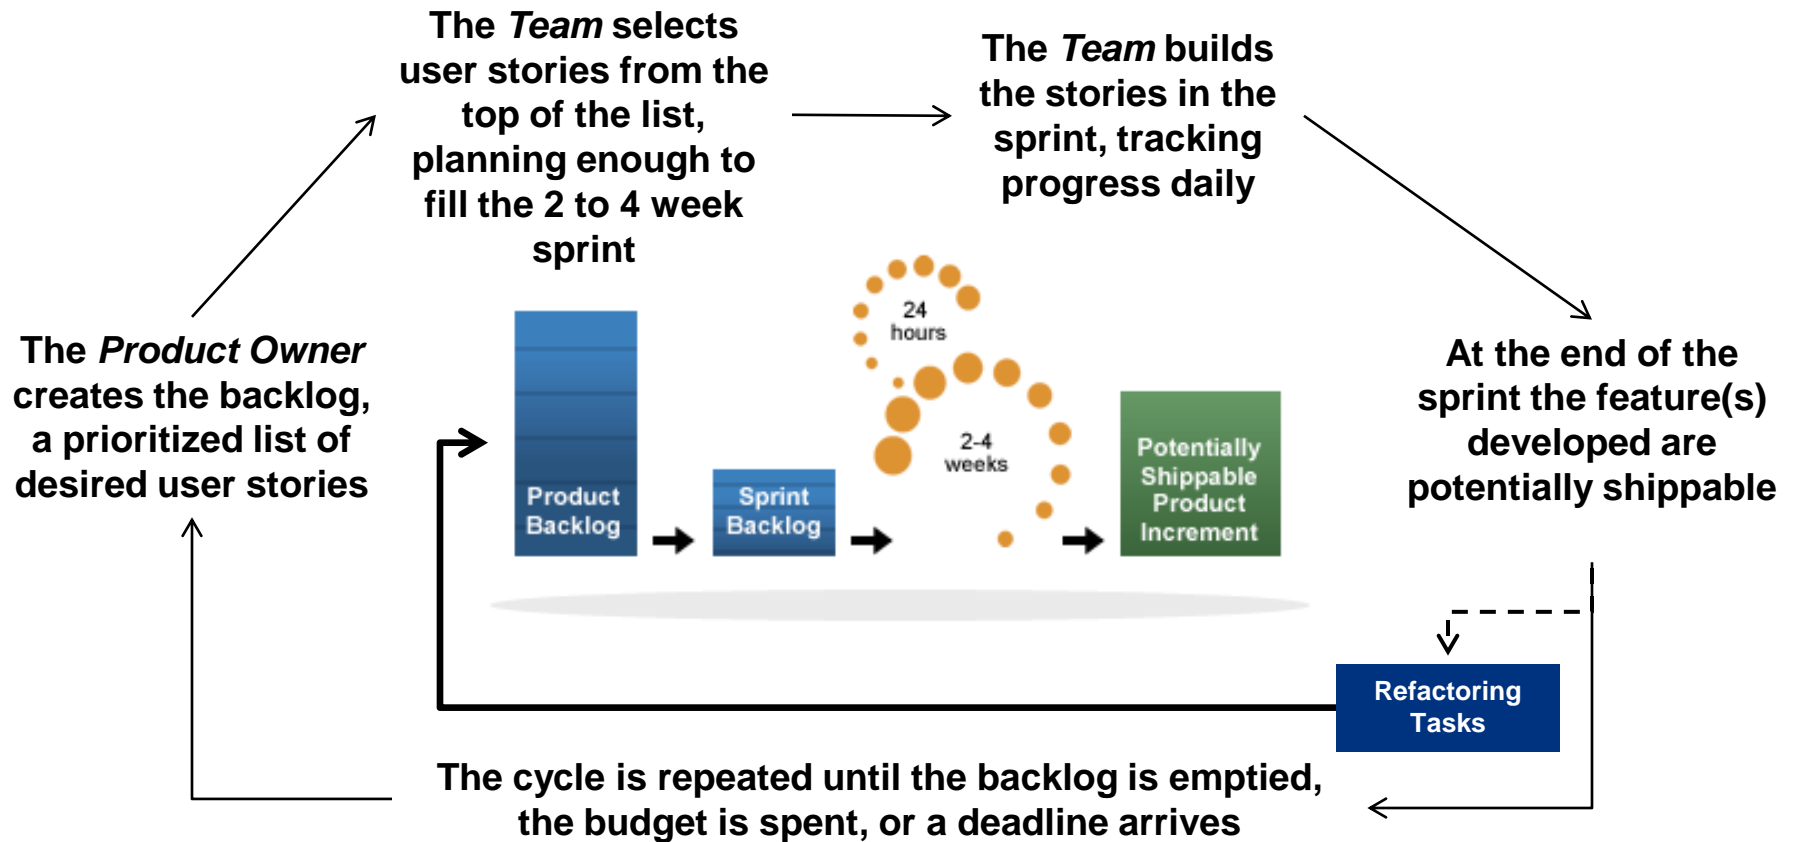 The Team selects
user stories from the
top of the list,
planning enough to
fill the 2 to 4 week
sprint
The Team builds
the stories in the
sprint, tracking
progress daily
The Product Owner
creates the backlog,
a prioritized list of
desired user stories
24
hours
2-4
weeks
Product
Backlog
Sprint
Backlog
Potentially
Shippable
Product
Increment
At the end of the
sprint the feature(s)
developed are
potentially shippable
Refactoring
Tasks
The cycle is repeated until the backlog is emptied,
the budget is spent, or a deadline arrives